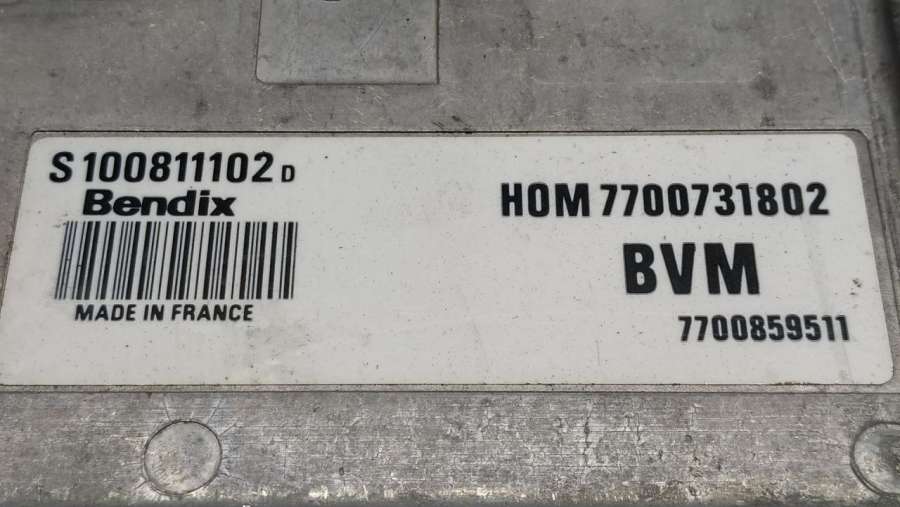 S 100811102 D
Bendix
MADE IN FRANCE
HOM 7700731802
BVM
7700859511